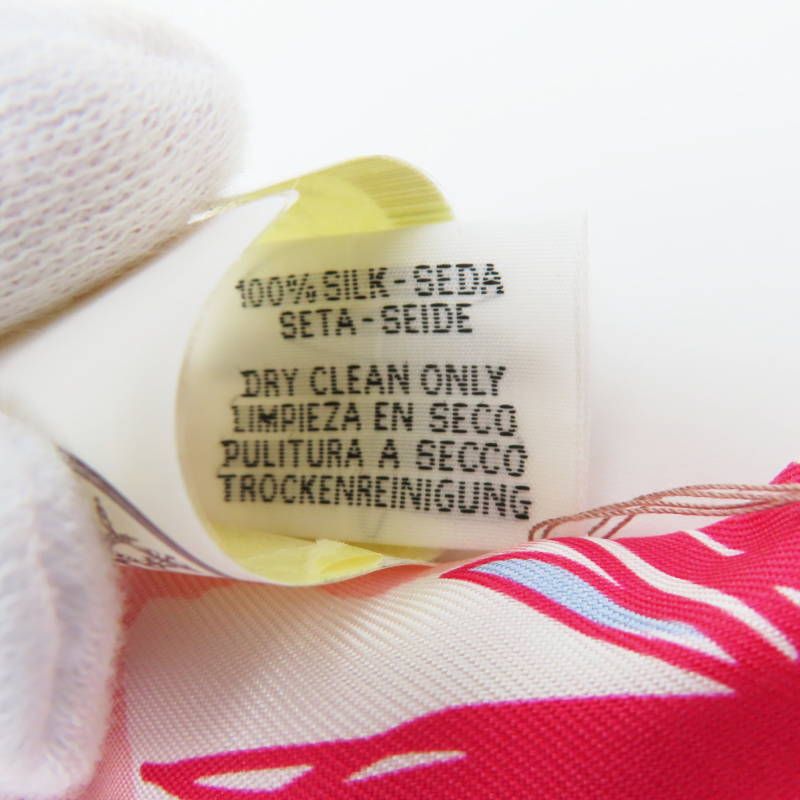 100% SILK-SEDA
SETA-SEIDE
DRY CLEAN ONLY
LIMPIEZA EN SECO
PULITURA A SECCO
TROCKENREINIGUNG